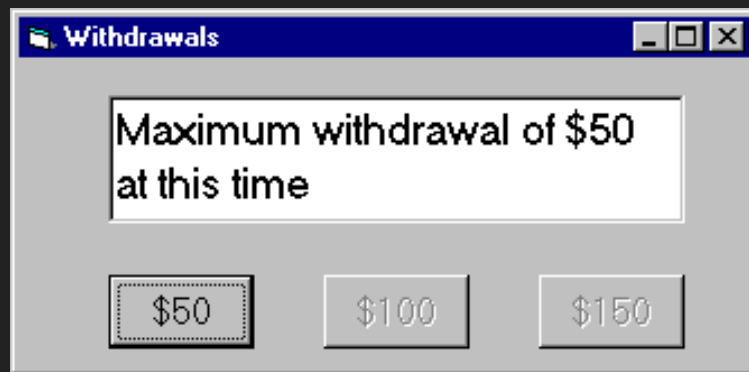 Withdrawals
Maximum withdrawal of $50
at this time
$50 $100 $150